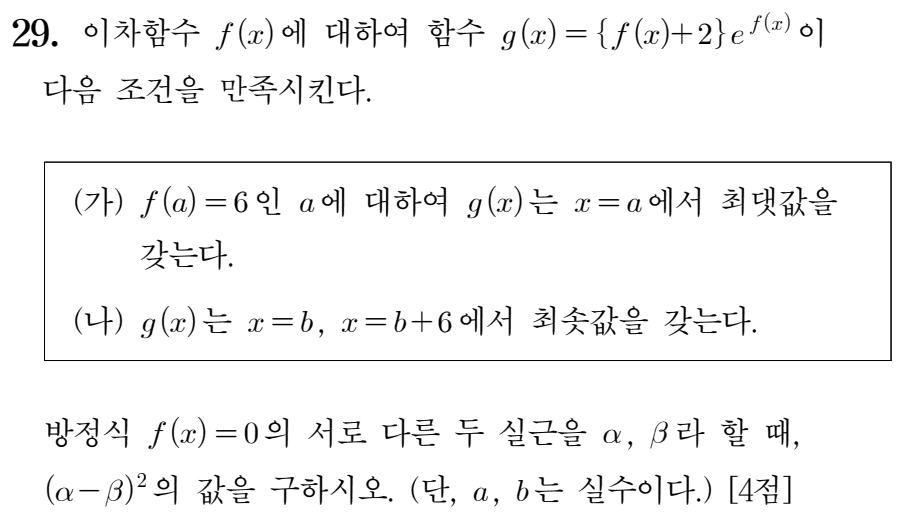 29. 이차함수 f(x)에 대하여 함수 g(x)={f(x)+2}e^{f(x)}이
다음 조건을 만족시킨다.
(가) f(a)=6인 a에 대하여 g(x)는 x=a에서 최댓값을
갖는다.
(나) g(x)는 x=b, x=b+6에서 최솟값을 갖는다.
방정식 f(x)=0의 서로 다른 두 실근을 α, β라 할 때,
(α-β)²의 값을 구하시오. (단, a, b는 실수이다.) [4점]